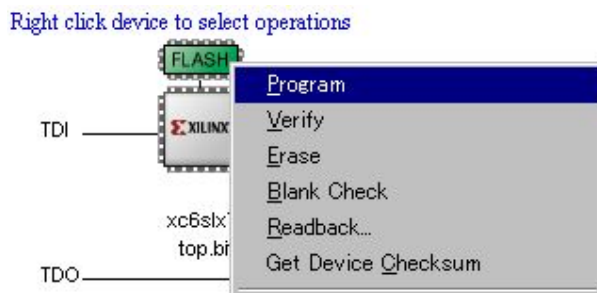 Right click device to select operations
FLASH
Program
TDI
XILINX
Verify
Erase
Blank Check
xc6slx
Readback...
top.bi
Get Device Checksum
TDO